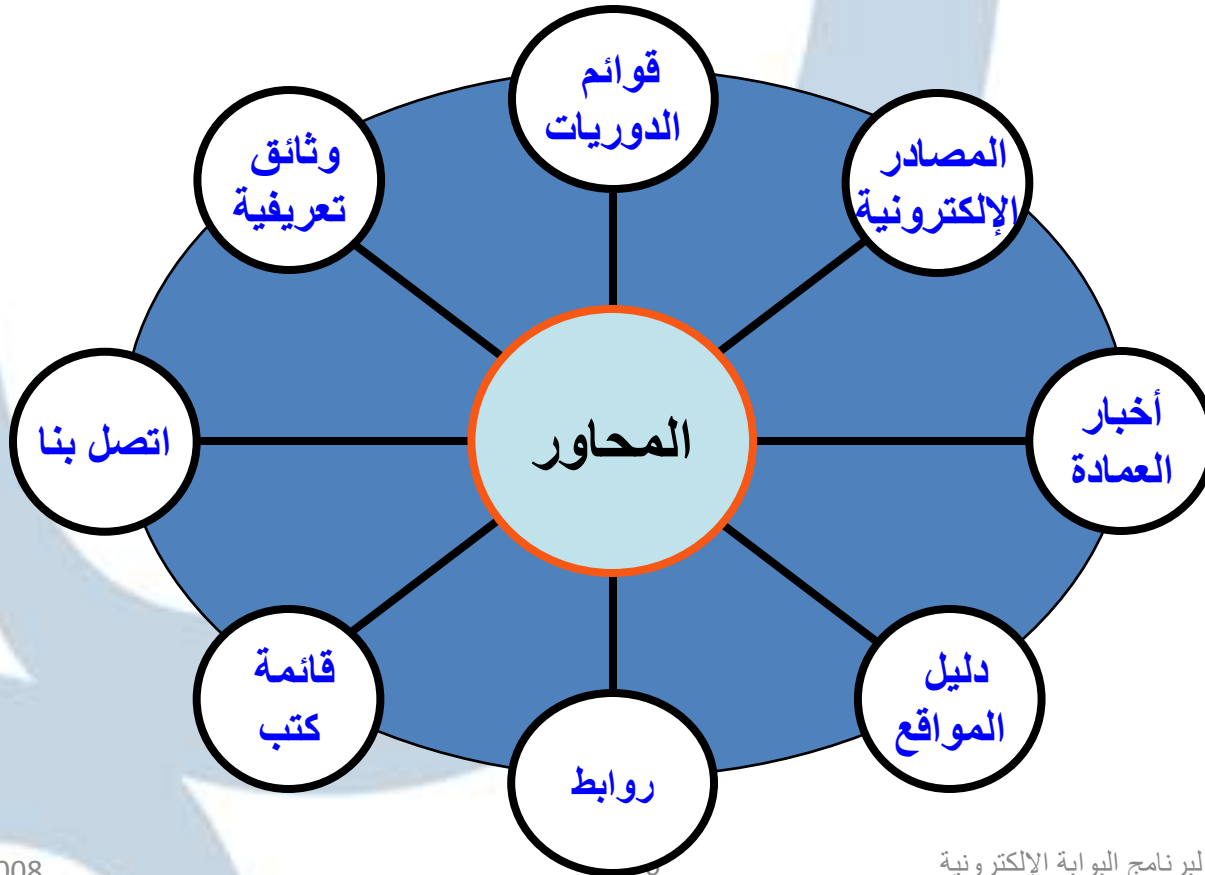 قوائم
الدوريات
المصادر
الإلكترونية
وثائق
تعريفية
أخبار
العمادة
المحاور
اتصل بنا
دليل
المواقع
قائمة
كتب
روابط
لبرنامج البوابة الإلكترونية